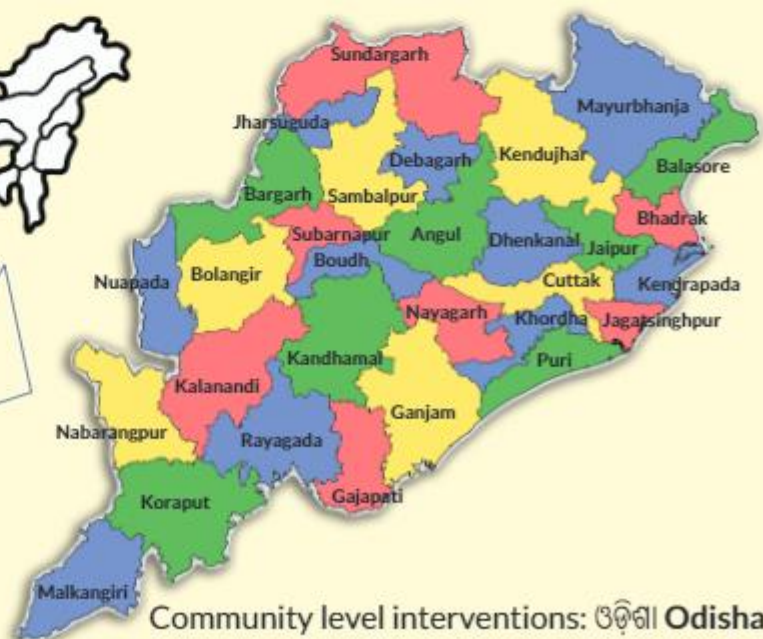 Sundargarh
Mayurbhanja
Jharsuguda
Debagarh
Kendujhar
Balasore
Bargarh
Sambalpur
Bhadrak
Subarnapur
Angul
Dhenkanal
Jaipur
Nuapada
Bolangir
Boudh
Cuttak
Kendrapada
Nayagarh
Khordha
Jagatsinghpur
Kandhamal
Puri
Kalanandi
Ganjam
Nabarangpur
Rayagada
Koraput
Gajapati
Malkangiri
Community level interventions: ଓଡ଼ିଶା Odisha